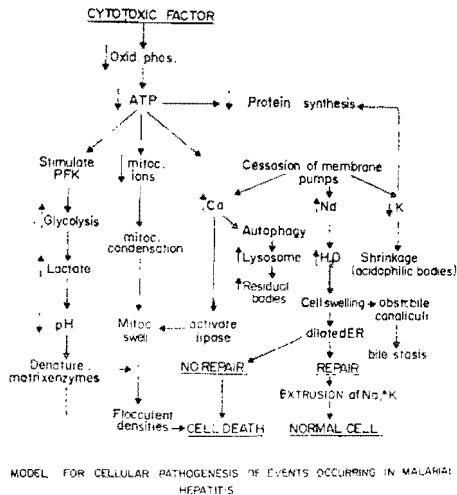 CYTOTOXIC FACTOR
Oxid. phos.
ATP
Protein synthesis
Stimulate
PFK
mitoc.
ions
Cessasion of membrane
pumps
Ca
Na
K
Glycolysis
mitoc.
condensation
Autophagy
Lysosome
Residual
bodies
H2O
Shrinkage
(acidophilic bodies)
Lactate
Cell swelling
obst. bile
canaliculi
pH
Mitoc
swell
activate
lipase
dilated ER
bile stasis
Denature
matrix enzymes
NO REPAIR
REPAIR
EXTRUSION of Na, K
Flocculent
densities
CELL DEATH
NORMAL CELL
MODEL FOR CELLULAR PATHOGENESIS OF EVENTS OCCURRING IN MALARIAL
HEPATITIS